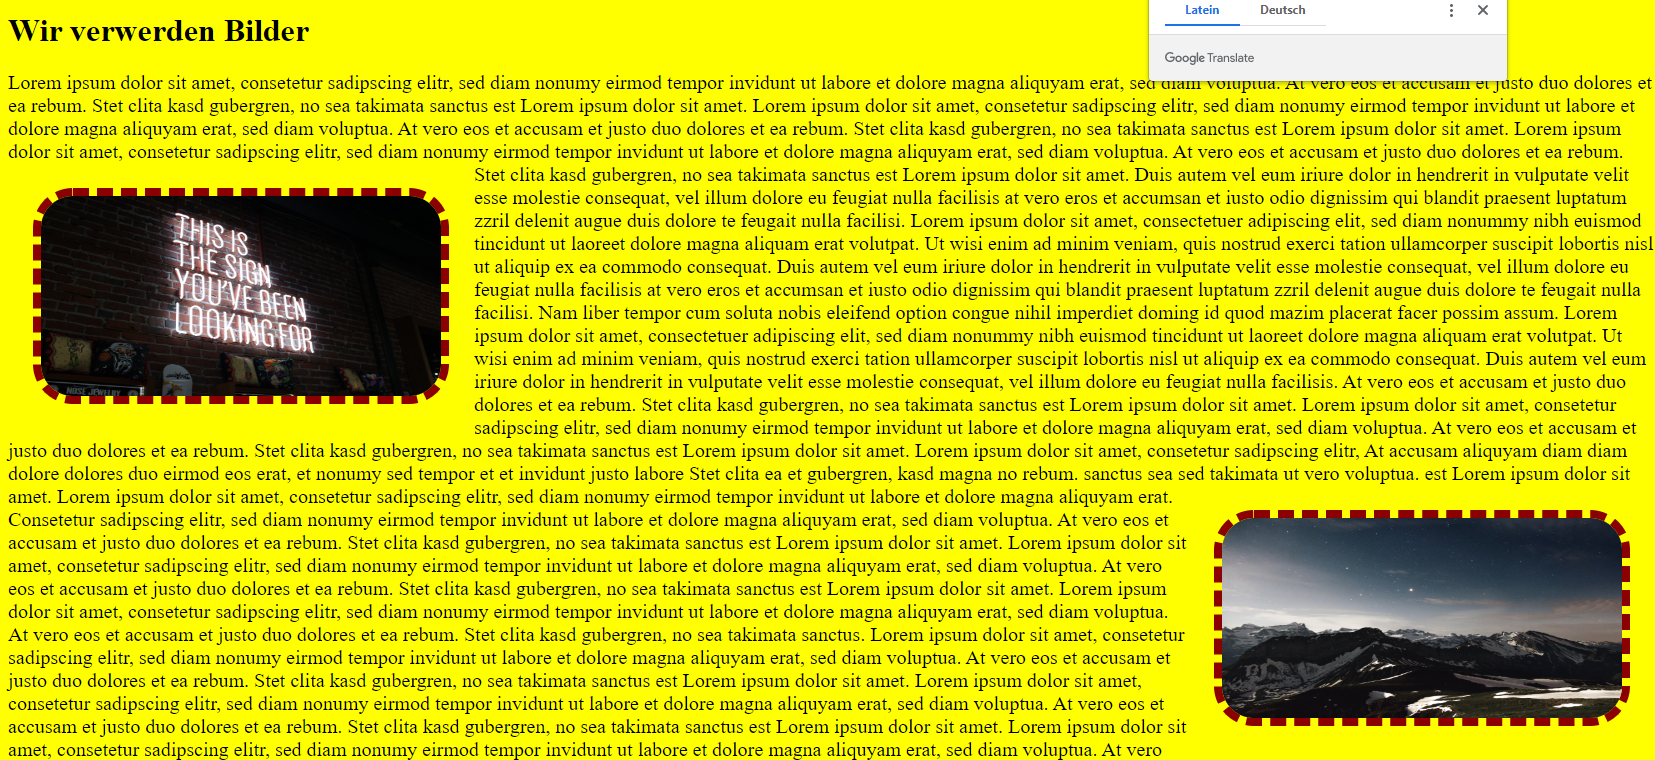 Latein Deutsch
Google Translate
Wir verwerden Bilder
Lorem ipsum dolor sit amet, consetetur sadipscing elitr, sed diam nonumy eirmod tempor invidunt ut labore et dolore magna aliquyam erat, sed diam voluptua. At vero eos et accusam et justo duo dolores et
ea rebum. Stet clita kasd gubergren, no sea takimata sanctus est Lorem ipsum dolor sit amet. Lorem ipsum dolor sit amet, consetetur sadipscing elitr, sed diam nonumy eirmod tempor invidunt ut labore et
dolore magna aliquyam erat, sed diam voluptua. At vero eos et accusam et justo duo dolores et ea rebum. Stet clita kasd gubergren, no sea takimata sanctus est Lorem ipsum dolor sit amet. Lorem ipsum
dolor sit amet, consetetur sadipscing elitr, sed diam nonumy eirmod tempor invidunt ut labore et dolore magna aliquyam erat, sed diam voluptua. At vero eos et accusam et justo duo dolores et ea rebum.
Stet clita kasd gubergren, no sea takimata sanctus est Lorem ipsum dolor sit amet. Duis autem vel eum iriure dolor in hendrerit in vulputate velit
esse molestie consequat, vel illum dolore eu feugiat nulla facilisis at vero eros et accumsan et iusto odio dignissim qui blandit praesent luptatum
zzril delenit augue duis dolore te feugait nulla facilisi. Lorem ipsum dolor sit amet, consectetuer adipiscing elit, sed diam nonummy nibh euismod
tincidunt ut laoreet dolore magna aliquam erat volutpat. Ut wisi enim ad minim veniam, quis nostrud exerci tation ullamcorper suscipit lobortis nisl
ut aliquip ex ea commodo consequat. Duis autem vel eum iriure dolor in hendrerit in vulputate velit esse molestie consequat, vel illum dolore eu
feugiat nulla facilisis at vero eros et accumsan et iusto odio dignissim qui blandit praesent luptatum zzril delenit augue duis dolore te feugait nulla
facilisi. Nam liber tempor cum soluta nobis eleifend option congue nihil imperdiet doming id quod mazim placerat facer possim assum. Lorem
ipsum dolor sit amet, consectetuer adipiscing elit, sed diam nonummy nibh euismod tincidunt ut laoreet dolore magna aliquam erat volutpat. Ut
wisi enim ad minim veniam, quis nostrud exerci tation ullamcorper suscipit lobortis nisl ut aliquip ex ea commodo consequat. Duis autem vel eum
iriure dolor in hendrerit in vulputate velit esse molestie consequat, vel illum dolore eu feugiat nulla facilisis. At vero eos et accusam et justo duo
dolores et ea rebum. Stet clita kasd gubergren, no sea takimata sanctus est Lorem ipsum dolor sit amet. Lorem ipsum dolor sit amet, consetetur
sadipscing elitr, sed diam nonumy eirmod tempor invidunt ut labore et dolore magna aliquyam erat, sed diam voluptua. At vero eos et accusam et
THIS IS
THE SIGN
YOU'VE BEEN
LOOKING FOR
NOSE JEWELRY
justo duo dolores et ea rebum. Stet clita kasd gubergren, no sea takimata sanctus est Lorem ipsum dolor sit amet. Lorem ipsum dolor sit amet, consetetur sadipscing elitr, At accusam aliquyam diam diam
dolore dolores duo eirmod eos erat, et nonumy sed tempor et et invidunt justo labore Stet clita ea et gubergren, kasd magna no rebum. sanctus sea sed takimata ut vero voluptua. est Lorem ipsum dolor sit
amet. Lorem ipsum dolor sit amet, consetetur sadipscing elitr, sed diam nonumy eirmod tempor invidunt ut labore et dolore magna aliquyam erat.
Consetetur sadipscing elitr, sed diam nonumy eirmod tempor invidunt ut labore et dolore magna aliquyam erat, sed diam voluptua. At vero eos et
accusam et justo duo dolores et ea rebum. Stet clita kasd gubergren, no sea takimata sanctus est Lorem ipsum dolor sit amet. Lorem ipsum dolor sit
amet, consetetur sadipscing elitr, sed diam nonumy eirmod tempor invidunt ut labore et dolore magna aliquyam erat, sed diam voluptua. At vero
eos et accusam et justo duo dolores et ea rebum. Stet clita kasd gubergren, no sea takimata sanctus est Lorem ipsum dolor sit amet. Lorem ipsum
dolor sit amet, consetetur sadipscing elitr, sed diam nonumy eirmod tempor invidunt ut labore et dolore magna aliquyam erat, sed diam voluptua.
At vero eos et accusam et justo duo dolores et ea rebum. Stet clita kasd gubergren, no sea takimata sanctus. Lorem ipsum dolor sit amet, consetetur
sadipscing elitr, sed diam nonumy eirmod tempor invidunt ut labore et dolore magna aliquyam erat, sed diam voluptua. At vero eos et accusam et
justo duo dolores et ea rebum. Stet clita kasd gubergren, no sea takimata sanctus est Lorem ipsum dolor sit amet. Lorem ipsum dolor sit amet,
consetetur sadipscing elitr, sed diam nonumy eirmod tempor invidunt ut labore et dolore magna aliquyam erat, sed diam voluptua. At vero eos et
accusam et justo duo dolores et ea rebum. Stet clita kasd gubergren, no sea takimata sanctus est Lorem ipsum dolor sit amet. Lorem ipsum dolor sit
amet, consetetur sadipscing elitr, sed diam nonumy eirmod tempor invidunt ut labore et dolore magna aliquyam erat, sed diam voluptua. At vero